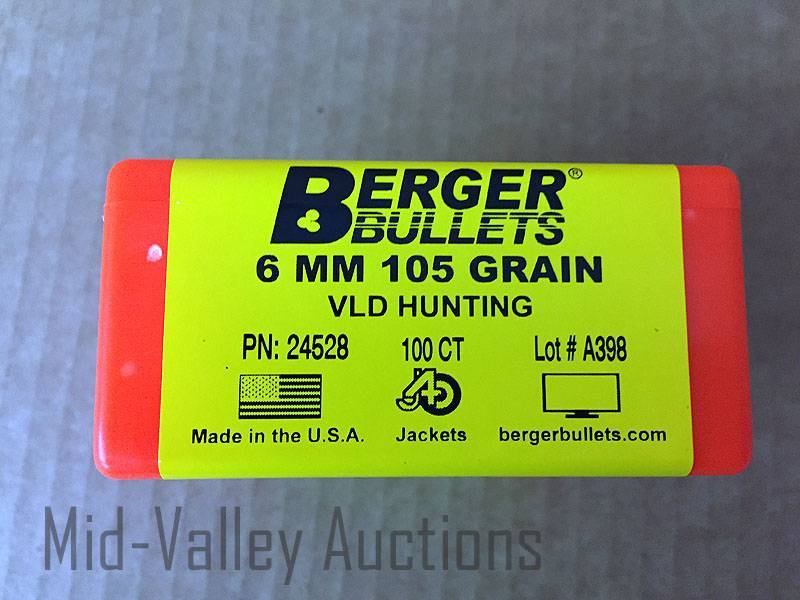 BERGER®
BULLETS
6 MM 105 GRAIN
VLD HUNTING
PN: 24528 100 CT Lot # A398
J4
Made in the U.S.A. Jackets bergerbullets.com
Mid-Valley Auctions